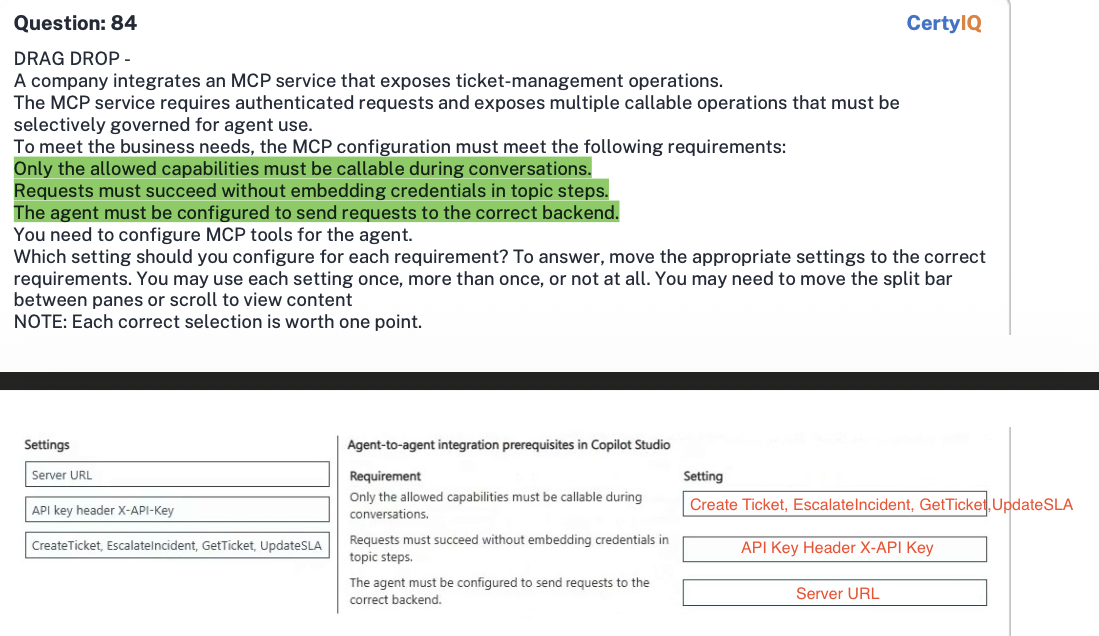 Question: 84
CertyIQ
DRAG DROP -
A company integrates an MCP service that exposes ticket-management operations.
The MCP service requires authenticated requests and exposes multiple callable operations that must be
selectively governed for agent use.
To meet the business needs, the MCP configuration must meet the following requirements:
Only the allowed capabilities must be callable during conversations.
Requests must succeed without embedding credentials in topic steps.
The agent must be configured to send requests to the correct backend.
You need to configure MCP tools for the agent.
Which setting should you configure for each requirement? To answer, move the appropriate settings to the correct
requirements. You may use each setting once, more than once, or not at all. You may need to move the split bar
between panes or scroll to view content
NOTE: Each correct selection is worth one point.
Settings
Server URL
API key header X-API-Key
CreateTicket, EscalateIncident, GetTicket, UpdateSLA
Agent-to-agent integration prerequisites in Copilot Studio
Requirement
Setting
Only the allowed capabilities must be callable during
conversations.
Create Ticket, EscalateIncident, GetTicket,UpdateSLA
Requests must succeed without embedding credentials in
topic steps.
API Key Header X-API Key
The agent must be configured to send requests to the
correct backend.
Server URL